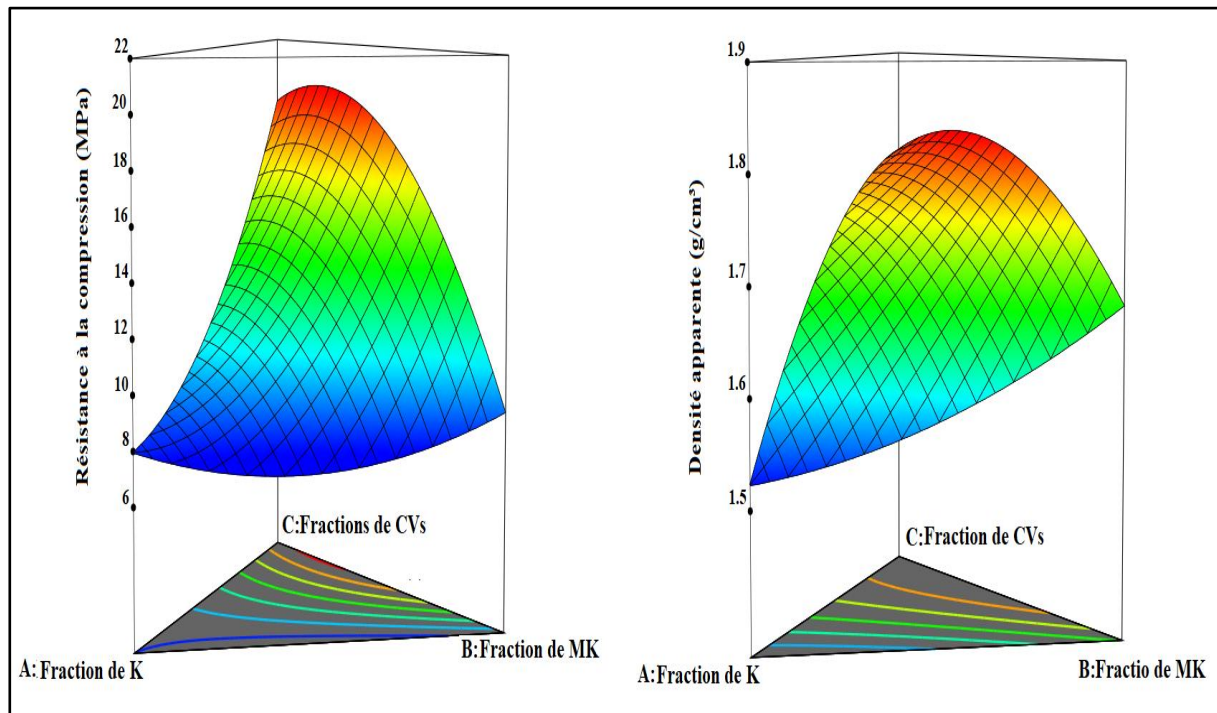 Résistance à la compression (MPa)
22
20
18
16
14
12
10
8
6
C:Fractions de CVs
B:Fraction de MK
A:Fraction de K
Densité apparente (g/cm³)
1.9
1.8
1.7
1.6
1.5
C:Fraction de CVs
B:Fractio de MK
A:Fraction de K